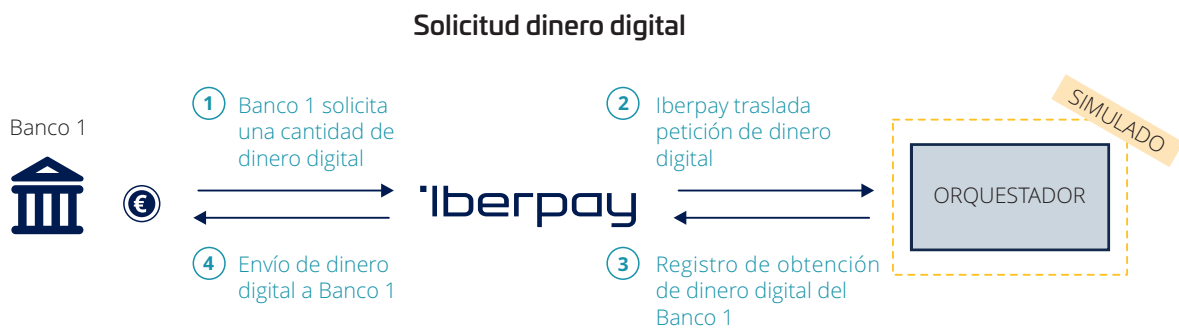 Solicitud dinero digital
Banco 1
1
Banco 1 solicita
una cantidad de
dinero digital
2
Iberpay traslada
petición de dinero
digital
SIMULADO
€
Iberpay
ORQUESTADOR
4
Envío de dinero
digital a Banco 1
3
Registro de obtención
de dinero digital del
Banco 1